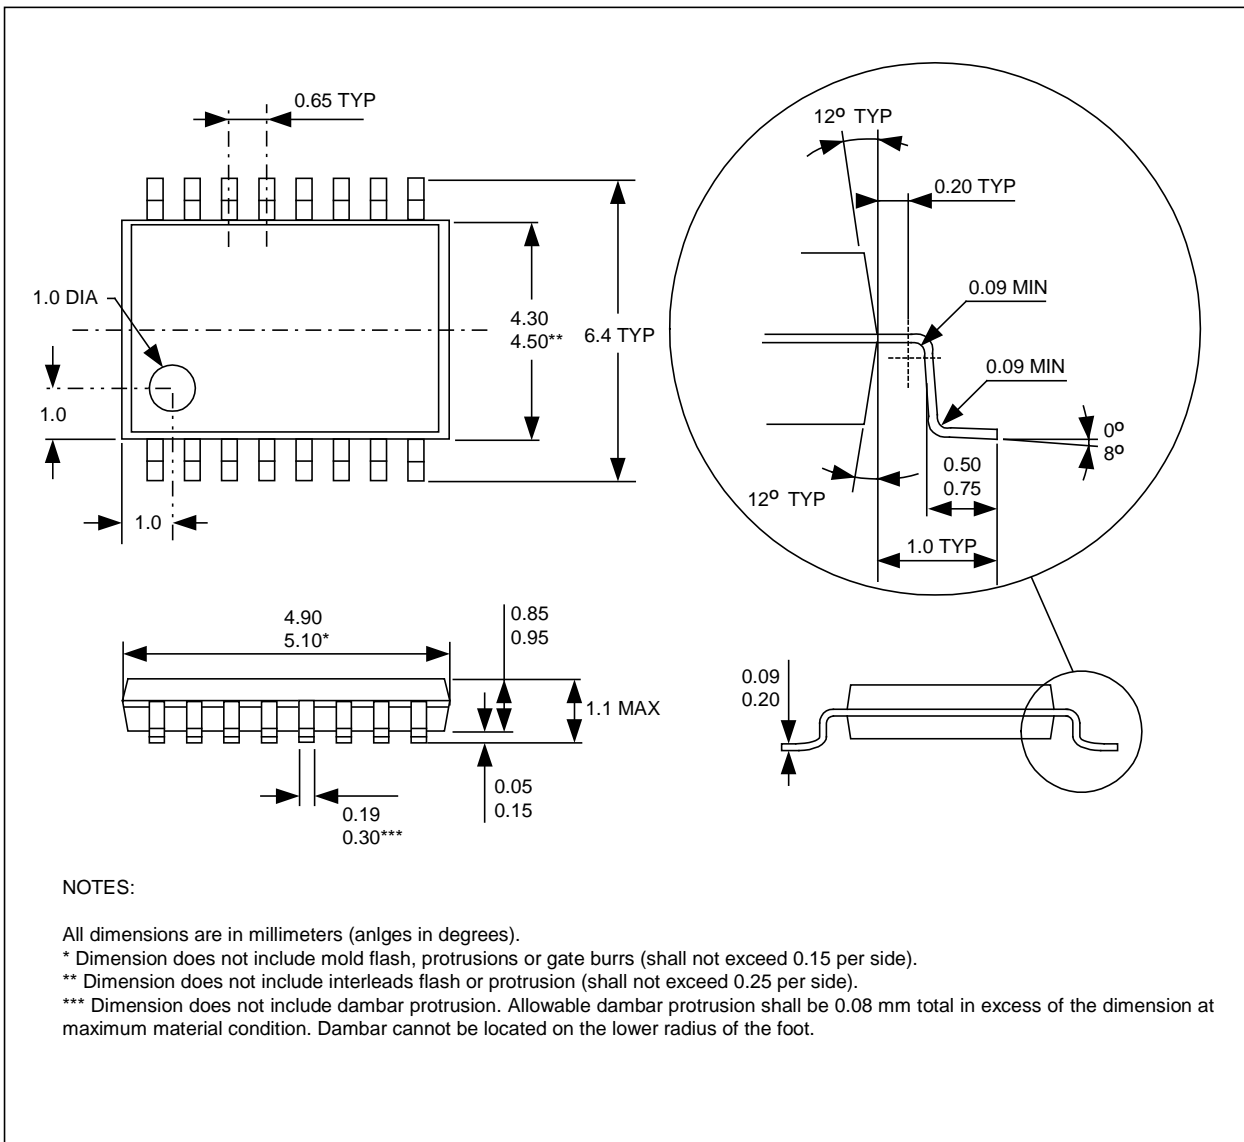 0.65 TYP
1.0 DIA
4.30
4.50**
6.4 TYP
1.0
1.0
12º TYP
0.20 TYP
0.09 MIN
0.09 MIN
0º
8º
0.50
0.75
12º TYP
1.0 TYP
4.90
5.10*
0.85
0.95
1.1 MAX
0.05
0.15
0.19
0.30***
0.09
0.20
NOTES:
All dimensions are in millimeters (anlges in degrees).
* Dimension does not include mold flash, protrusions or gate burrs (shall not exceed 0.15 per side).
** Dimension does not include interleads flash or protrusion (shall not exceed 0.25 per side).
*** Dimension does not include dambar protrusion. Allowable dambar protrusion shall be 0.08 mm total in excess of the dimension at
maximum material condition. Dambar cannot be located on the lower radius of the foot.